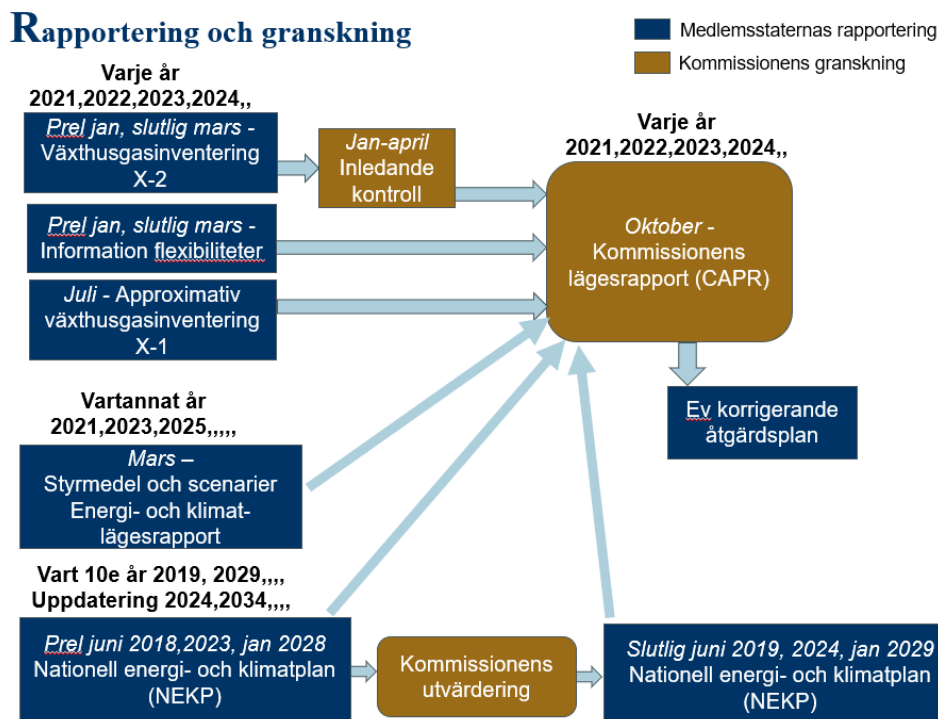 Rapportering och granskning
Medlemsstaternas rapportering
Kommissionens granskning
Varje år
2021,2022,2023,2024,,
Prel jan, slutlig mars -
Växthusgasinventering
X-2
Jan-april
Inledande
kontroll
Prel jan, slutlig mars -
Information flexibiliteter
Juli - Approximativ
växthusgasinventering
X-1
Varje år
2021,2022,2023,2024,,
Oktober -
Kommissionens
lägesrapport (CAPR)
Ev korrigerande
åtgärdsplan
Vartannat år
2021,2023,2025,,,,,
Mars –
Styrmedel och scenarier
Energi- och klimat-
lägesrapport
Vart 10e år 2019, 2029,,,,
Uppdatering 2024,2034,,,,
Prel juni 2018,2023, jan 2028
Nationell energi- och klimatplan
(NEKP)
Kommissionens
utvärdering
Slutlig juni 2019, 2024, jan 2029
Nationell energi- och klimatplan
(NEKP)